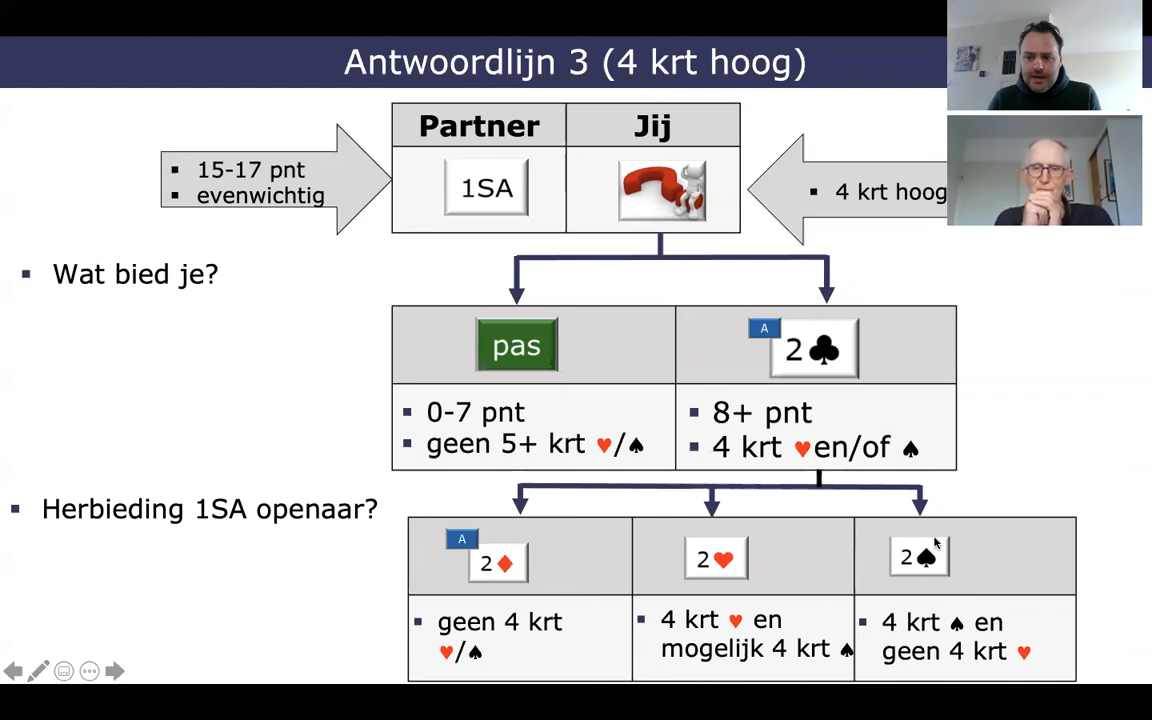 Antwoordlijn 3 (4 krt hoog)
Partner
Jij
15-17 pnt
evenwichtig
1SA
4 krt hoog
Wat bied je?
pas
A
2 ♣
0-7 pnt
geen 5+ krt ♥/♠
8+ pnt
4 krt ♥en/of ♠
Herbieding 1SA openaar?
A
2 ♦
2 ♥
2 ♠
geen 4 krt
♥/♠
4 krt ♥ en
mogelijk 4 krt ♠
4 krt ♠ en
geen 4 krt ♥